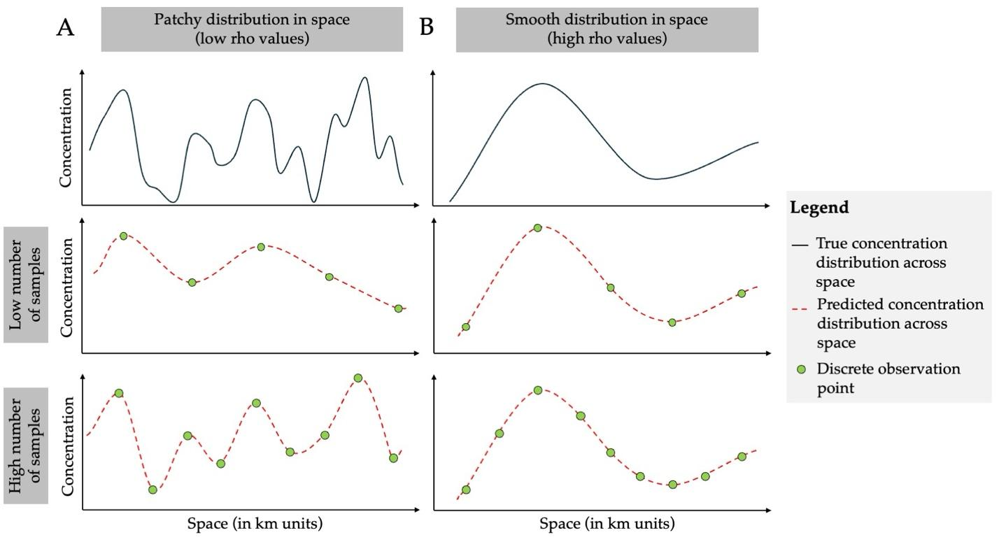 A
Patchy distribution in space
(low rho values)
B
Smooth distribution in space
(high rho values)
Concentration
Low number
of samples
Concentration
High number
of samples
Concentration
Space (in km units)
Space (in km units)
Legend
True concentration
distribution across
space
Predicted concentration
distribution across
space
Discrete observation
point